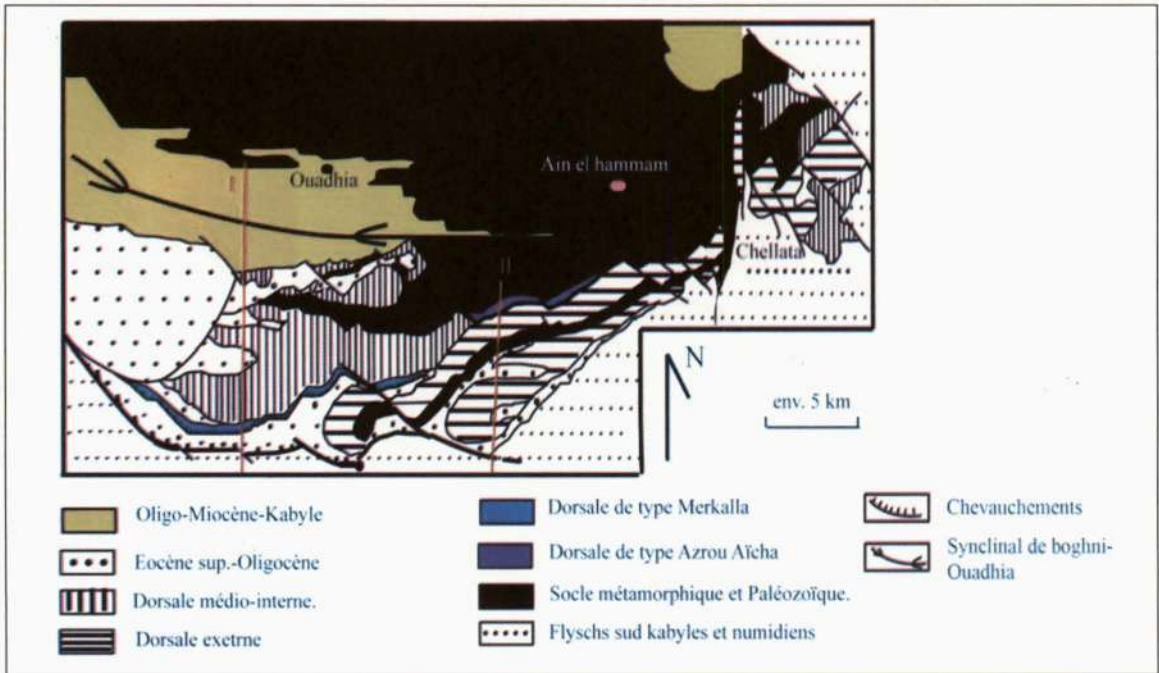 I
Ouadhia
Ain el hammam
II
Chellata
N
env. 5 km
Oligo-Miocène-Kabyle
Eocène sup.-Oligocène
Dorsale médio-interne.
Dorsale exetrne
Dorsale de type Merkalla
Dorsale de type Azrou Aïcha
Socle métamorphique et Paléozoïque.
Flyschs sud kabyles et numidiens
Chevauchements
Synclinal de boghni-
Ouadhia